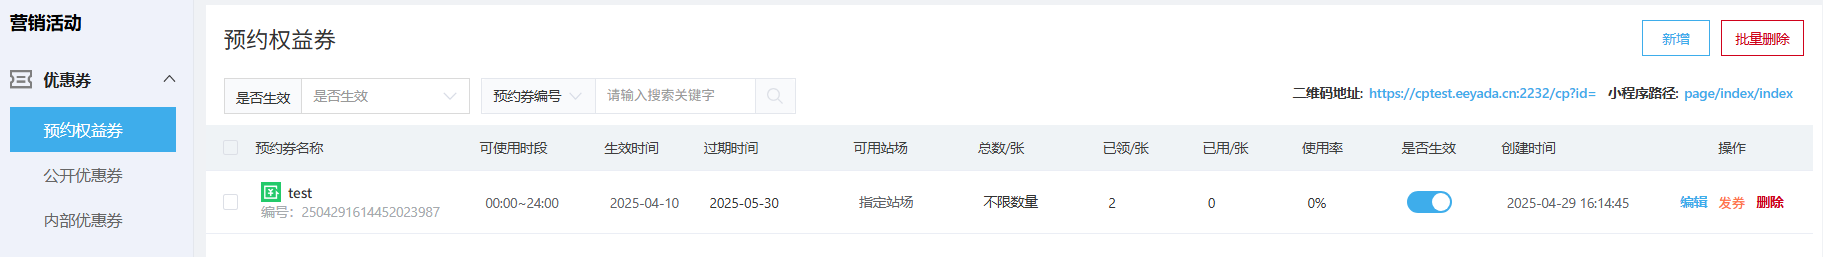 营销活动
优惠券
预约权益券
公开优惠券
内部优惠券
预约权益券
新增 批量删除
是否生效 是否生效 预约券编号 请输入搜索关键字
二维码地址: https://cptest.eeyada.cn:2232/cp?id= 小程序路径: page/index/index
预约券名称 可使用时段 生效时间 过期时间 可用站场 总数/张 已领/张 已用/张 使用率 是否生效 创建时间 操作
test
编号：2504291614452023987
00:00~24:00 2025-04-10 2025-05-30 指定站场 不限数量 2 0 0% 2025-04-29 16:14:45 编辑 发券 删除